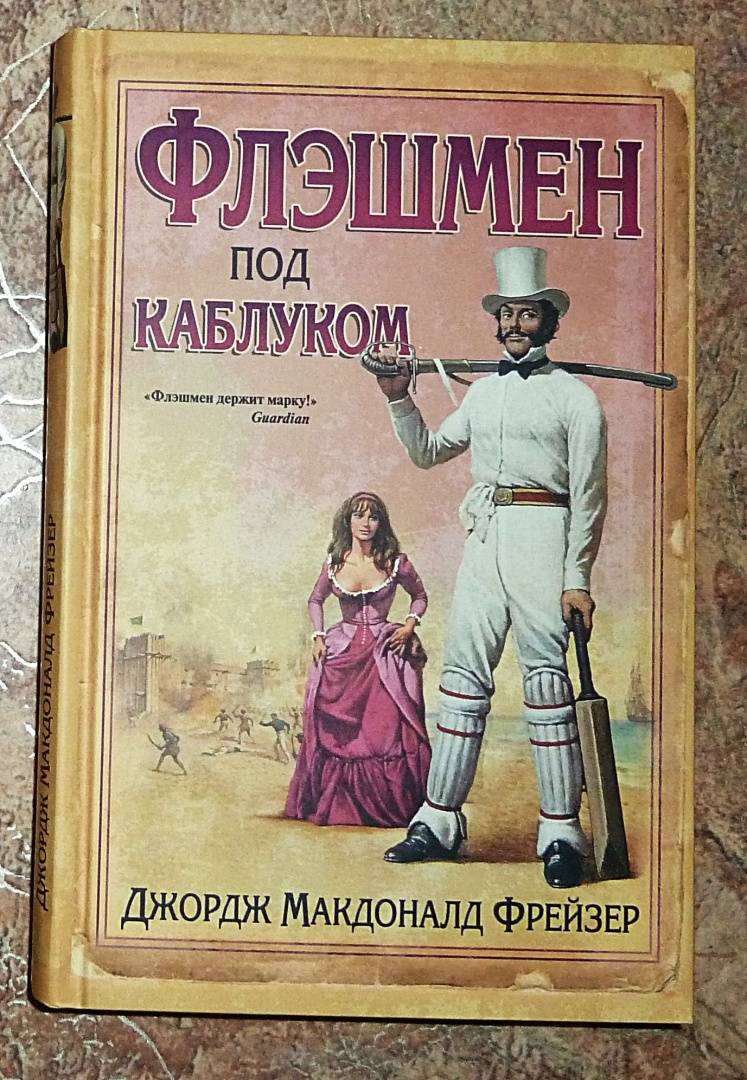 Флэшмен
под
каблуком
«Флэшмен держит марку!»
Guardian
Джордж Макдоналд Фрейзер
Джордж Макдоналд Фрейзер